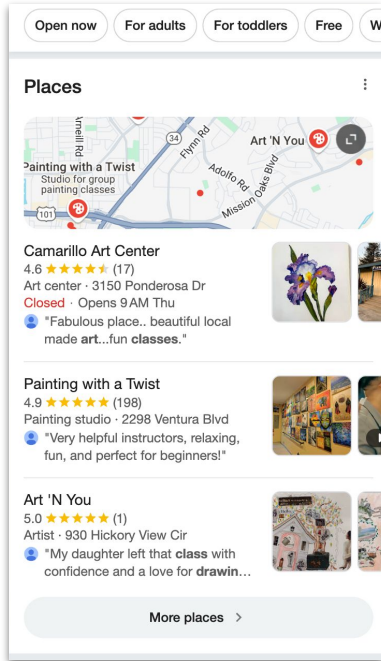 Open now
For adults
For toddlers
Free
Places
Arneill Rd
34
Flynn Rd
Art 'N You
Painting with a Twist
Studio for group
painting classes
Adolfo Rd
Mission Oaks Blvd
101
Camarillo Art Center
4.6 ★★★★★ (17)
Art center · 3150 Ponderosa Dr
Closed · Opens 9 AM Thu
"Fabulous place.. beautiful local
made art...fun classes."
Painting with a Twist
4.9 ★★★★★ (198)
Painting studio · 2298 Ventura Blvd
"Very helpful instructors, relaxing,
fun, and perfect for beginners!"
Art 'N You
5.0 ★★★★★ (1)
Artist · 930 Hickory View Cir
"My daughter left that class with
confidence and a love for drawin...
More places >